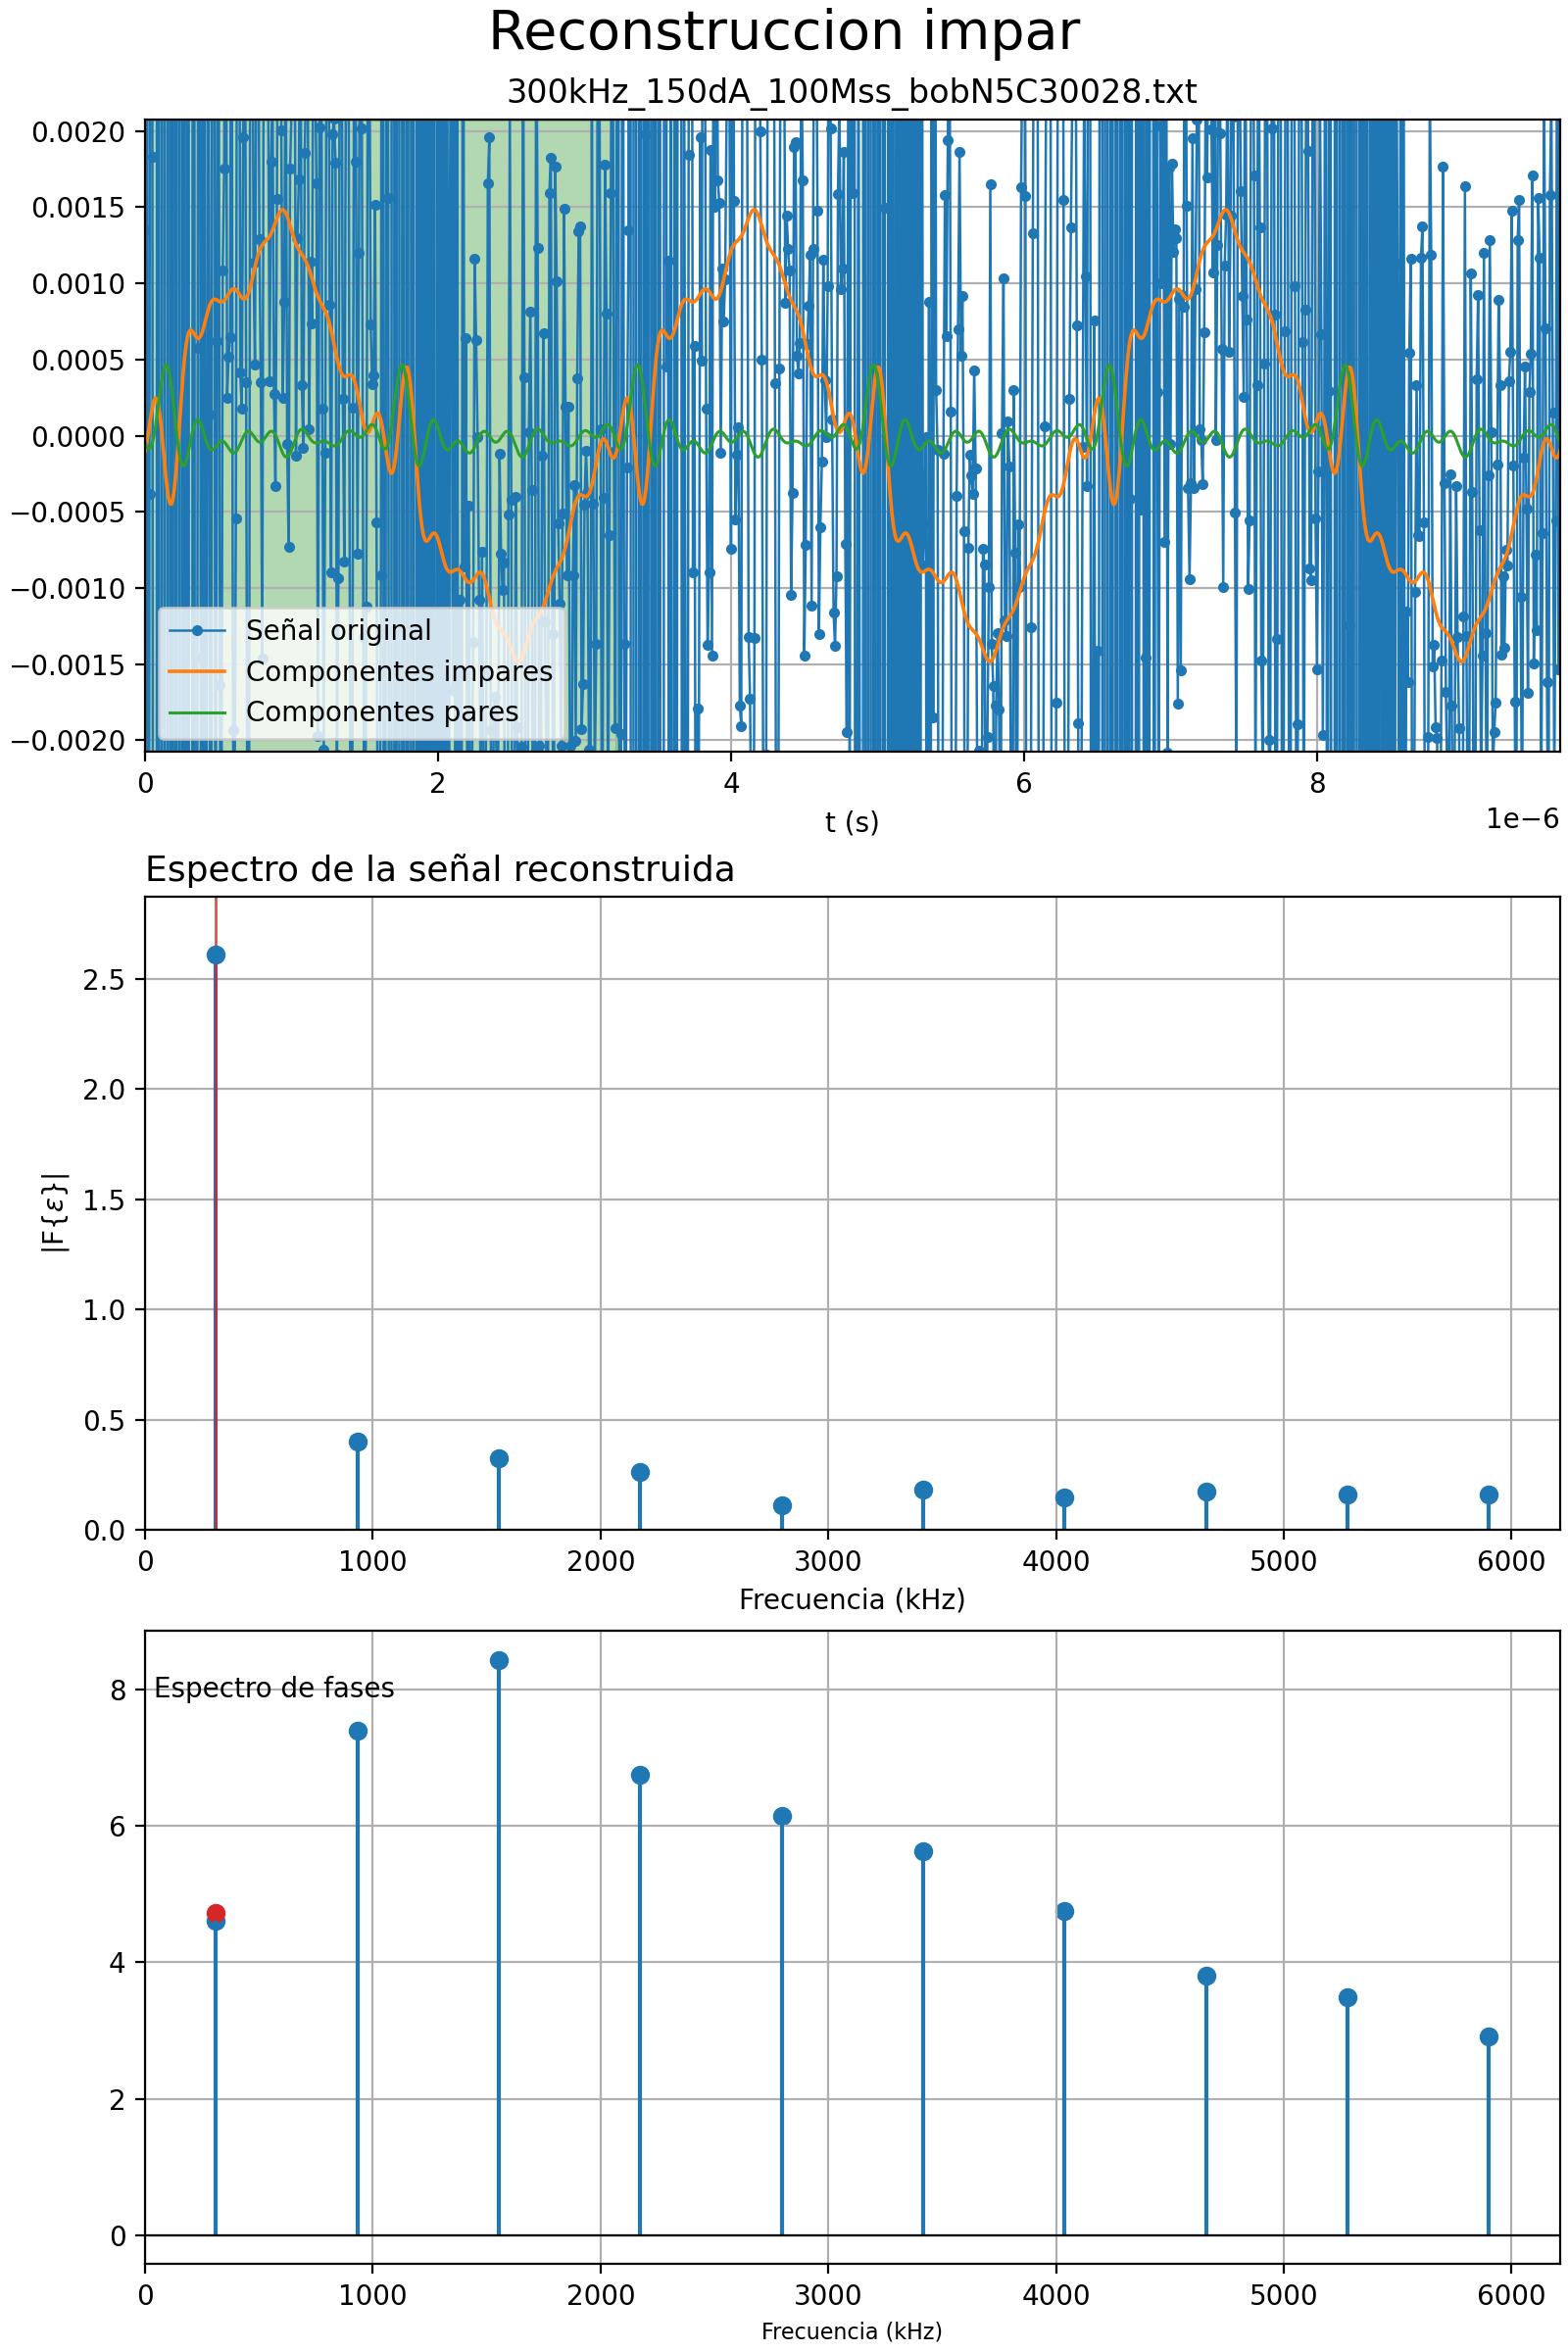 Reconstruccion impar
300kHz_150dA_100Mss_bobN5C30028.txt
0.0020
0.0015
0.0010
0.0005
0.0000
−0.0005
−0.0010
−0.0015
−0.0020
Señal original
Componentes impares
Componentes pares
0 2 4 6 8
1e−6
t (s)
Espectro de la señal reconstruida
2.5
2.0
1.5
1.0
0.5
0.0
|F{ε}|
0 1000 2000 3000 4000 5000 6000
Frecuencia (kHz)
Espectro de fases
8
6
4
2
0
0 1000 2000 3000 4000 5000 6000
Frecuencia (kHz)